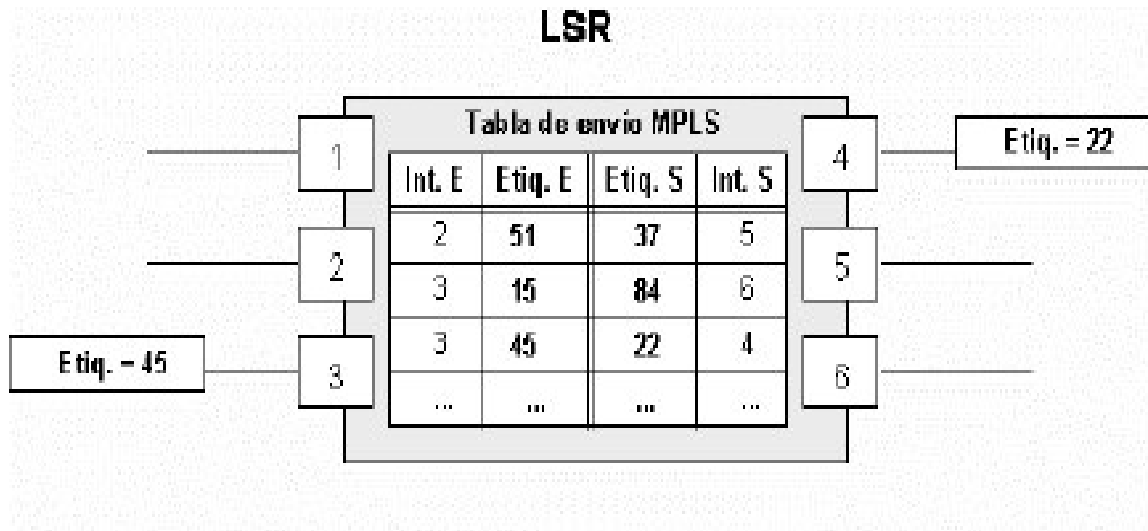 LSR
Tabla de envío MPLS
1
4
Etiq. = 22
Int. E Etiq. E Etiq. S Int. S
2 51 37 5
2
5
3 15 84 6
3 45 22 4
Etiq. = 45
3
6
... ... ... ...